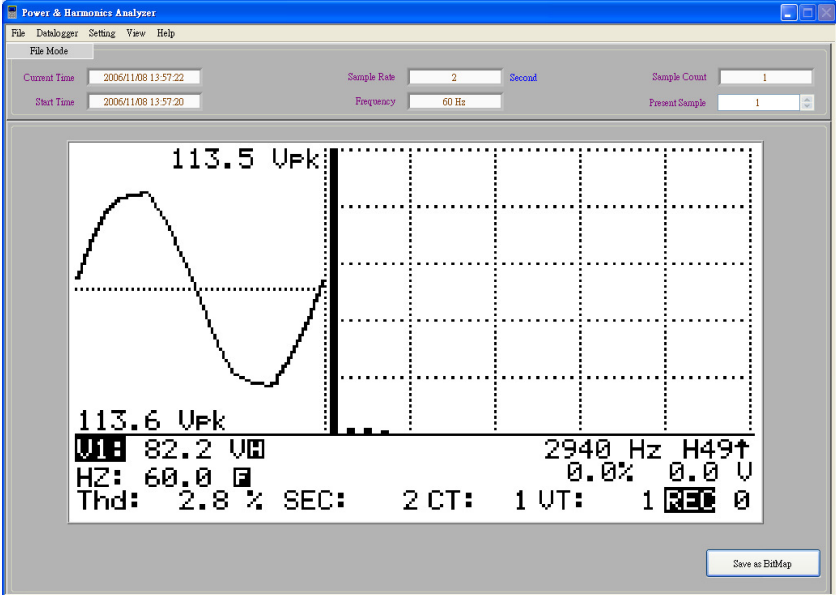 Power & Harmonics Analyzer
File Datalogger Setting View Help
File Mode
Current Time 2006/11/08 13:57:22 Sample Rate 2 Second Sample Count 1
Start Time 2006/11/08 13:57:20 Frequency 60 Hz Present Sample 1
113.5 Vpk
113.6 Vpk
V1: 82.2 V H 2940 Hz H49↑
0.0% 0.0 V
HZ: 60.0 F
Thd: 2.8 % SEC: 2 CT: 1 VT: 1 REC 0
Save as BitMap